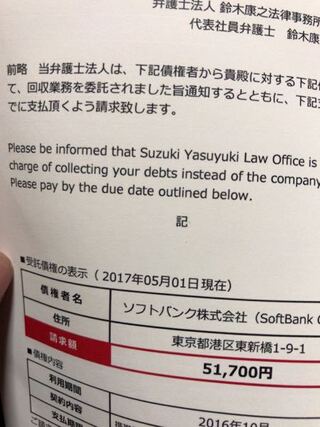 弁護士法人 鈴木康之法律事務所
代表社員弁護士 鈴木康
前略 当弁護士法人は、下記債権者から貴殿に対する下記
て、回収業務を委託された旨通知するとともに、下記支
でに支払頂くよう請求致します。
Please be informed that Suzuki Yasuyuki Law Office is
charge of collecting your debts instead of the company
Please pay by the due date outlined below.
記
■受託債権の表示(2017年05月01日現在)
債権者名 ソフトバンク株式会社(SoftBank
住所 東京都港区東新橋1-9-1
請求額 51,700円
■債権内容
利用期間
契約内容 2016年10月
支払期限